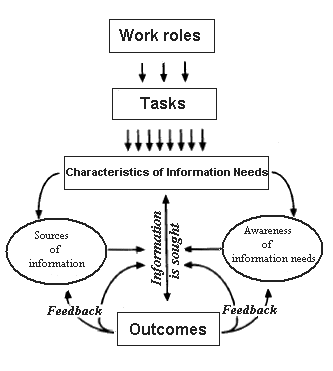 Work roles
Tasks
Characteristics of Information Needs
Sources
of
information
Information
is sought
Awareness
of
information needs
Feedback
Feedback
Outcomes